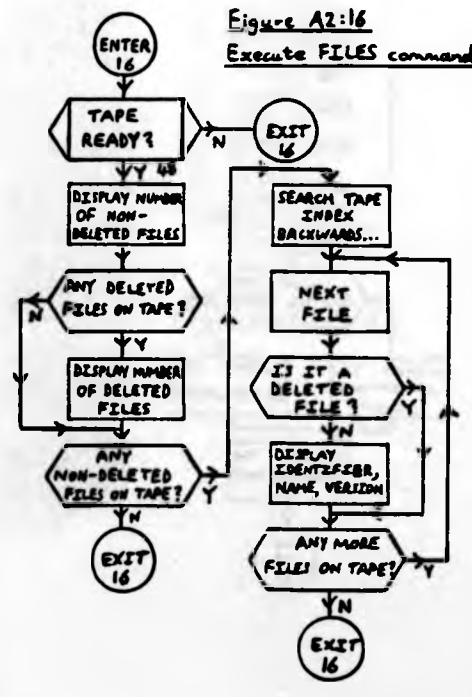 Figure A2:16
Execute FILES command
ENTER
16
TAPE
READY?
N
EXIT
16
Y 48
DISPLAY NUMBER
OF NON-
DELETED FILES
ANY DELETED
FILES ON TAPE?
N
Y
DISPLAY NUMBER
OF DELETED
FILES
ANY
NON-DELETED
FILES ON TAPE?
Y
N
EXIT
16
SEARCH TAPE
INDEX
BACKWARDS...
NEXT
FILE
IS IT A
DELETED
FILE?
Y
N
DISPLAY
IDENTIFIER,
NAME, VERSION
ANY MORE
FILES ON TAPE?
Y
N
EXIT
16